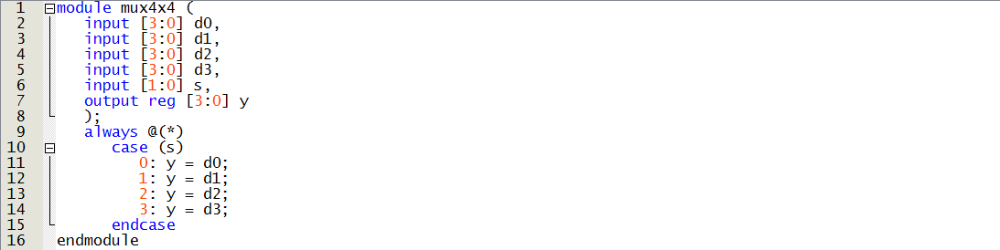 1 module mux4x4 (
2 input [3:0] d0,
3 input [3:0] d1,
4 input [3:0] d2,
5 input [3:0] d3,
6 input [1:0] s,
7 output reg [3:0] y
8 );
9 always @(*)
10 case (s)
11 0: y = d0;
12 1: y = d1;
13 2: y = d2;
14 3: y = d3;
15 endcase
16 endmodule